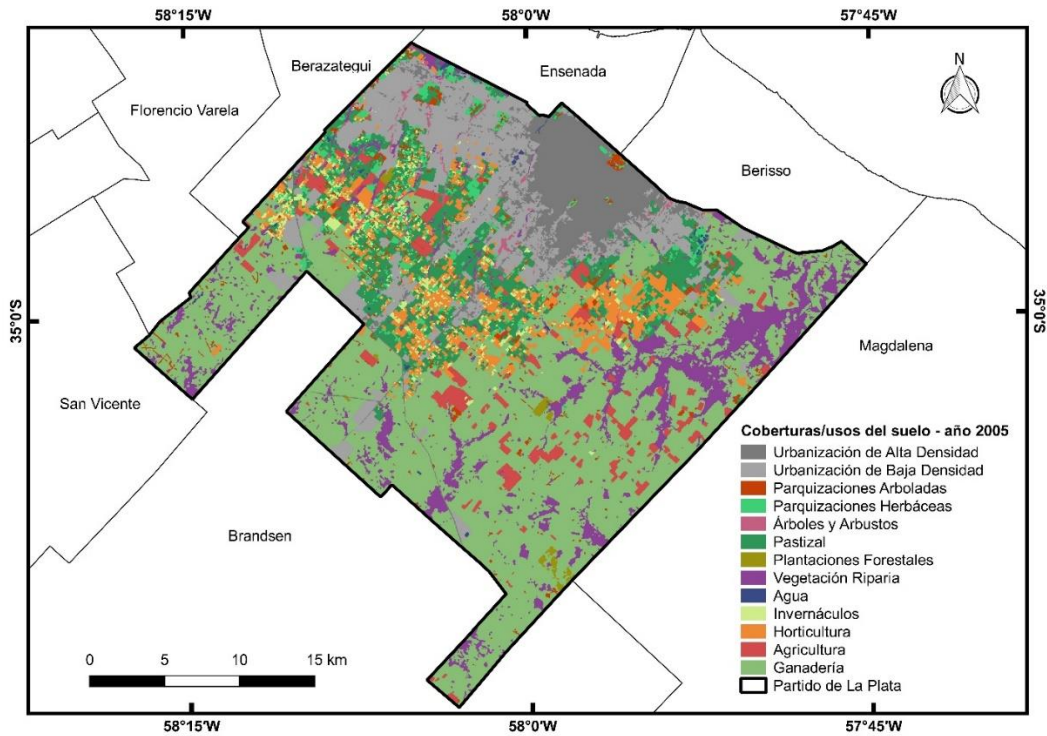 58°15'W
58°0'W
57°45'W
Berazategui
Ensenada
N
Florencio Varela
Berisso
35°0'S
35°0'S
Magdalena
San Vicente
Brandsen
Coberturas/usos del suelo - año 2005
Urbanización de Alta Densidad
Urbanización de Baja Densidad
Parquizaciones Arboladas
Parquizaciones Herbáceas
Árboles y Arbustos
Pastizal
Plantaciones Forestales
Vegetación Riparia
Agua
Invernáculos
Horticultura
Agricultura
Ganadería
Partido de La Plata
0 5 10 15 km
58°15'W
58°0'W
57°45'W